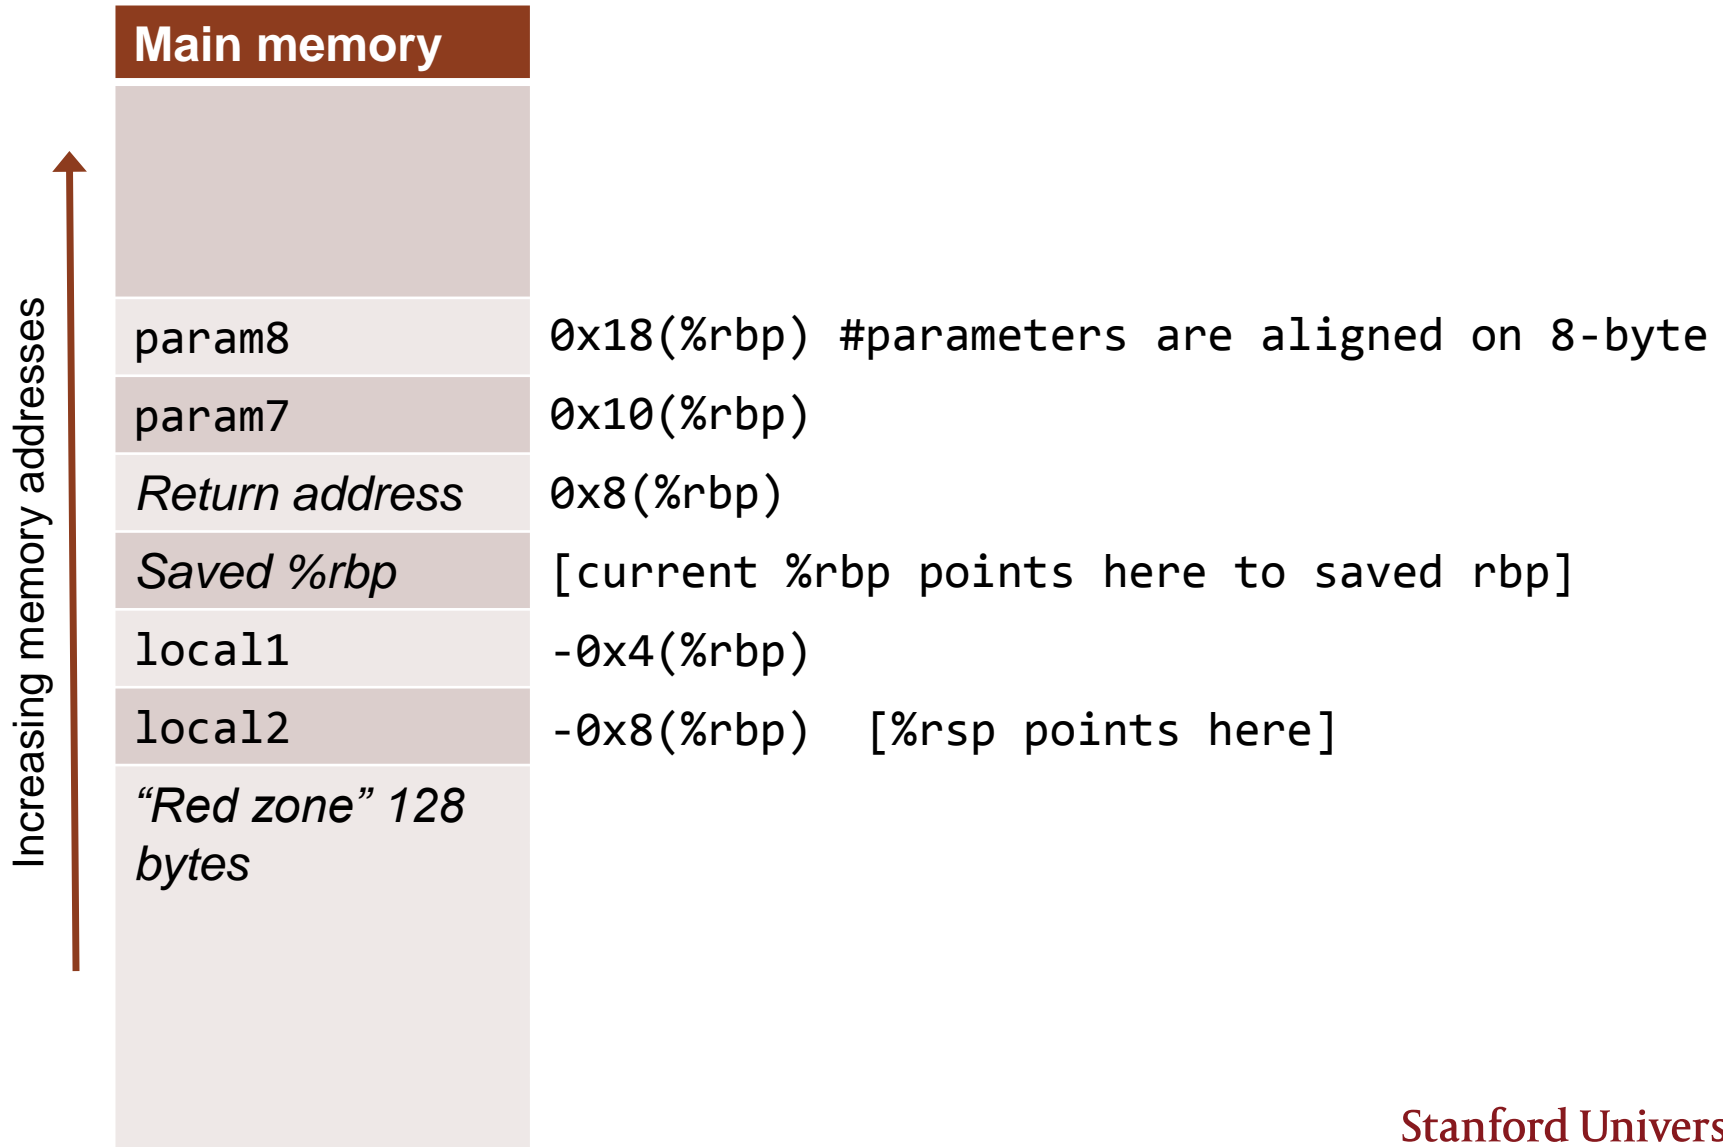 Main memory
Increasing memory addresses
param8 0x18(%rbp) #parameters are aligned on 8-byte
param7 0x10(%rbp)
Return address 0x8(%rbp)
Saved %rbp [current %rbp points here to saved rbp]
local1 -0x4(%rbp)
local2 -0x8(%rbp) [%rsp points here]
“Red zone” 128
bytes
Stanford Univers